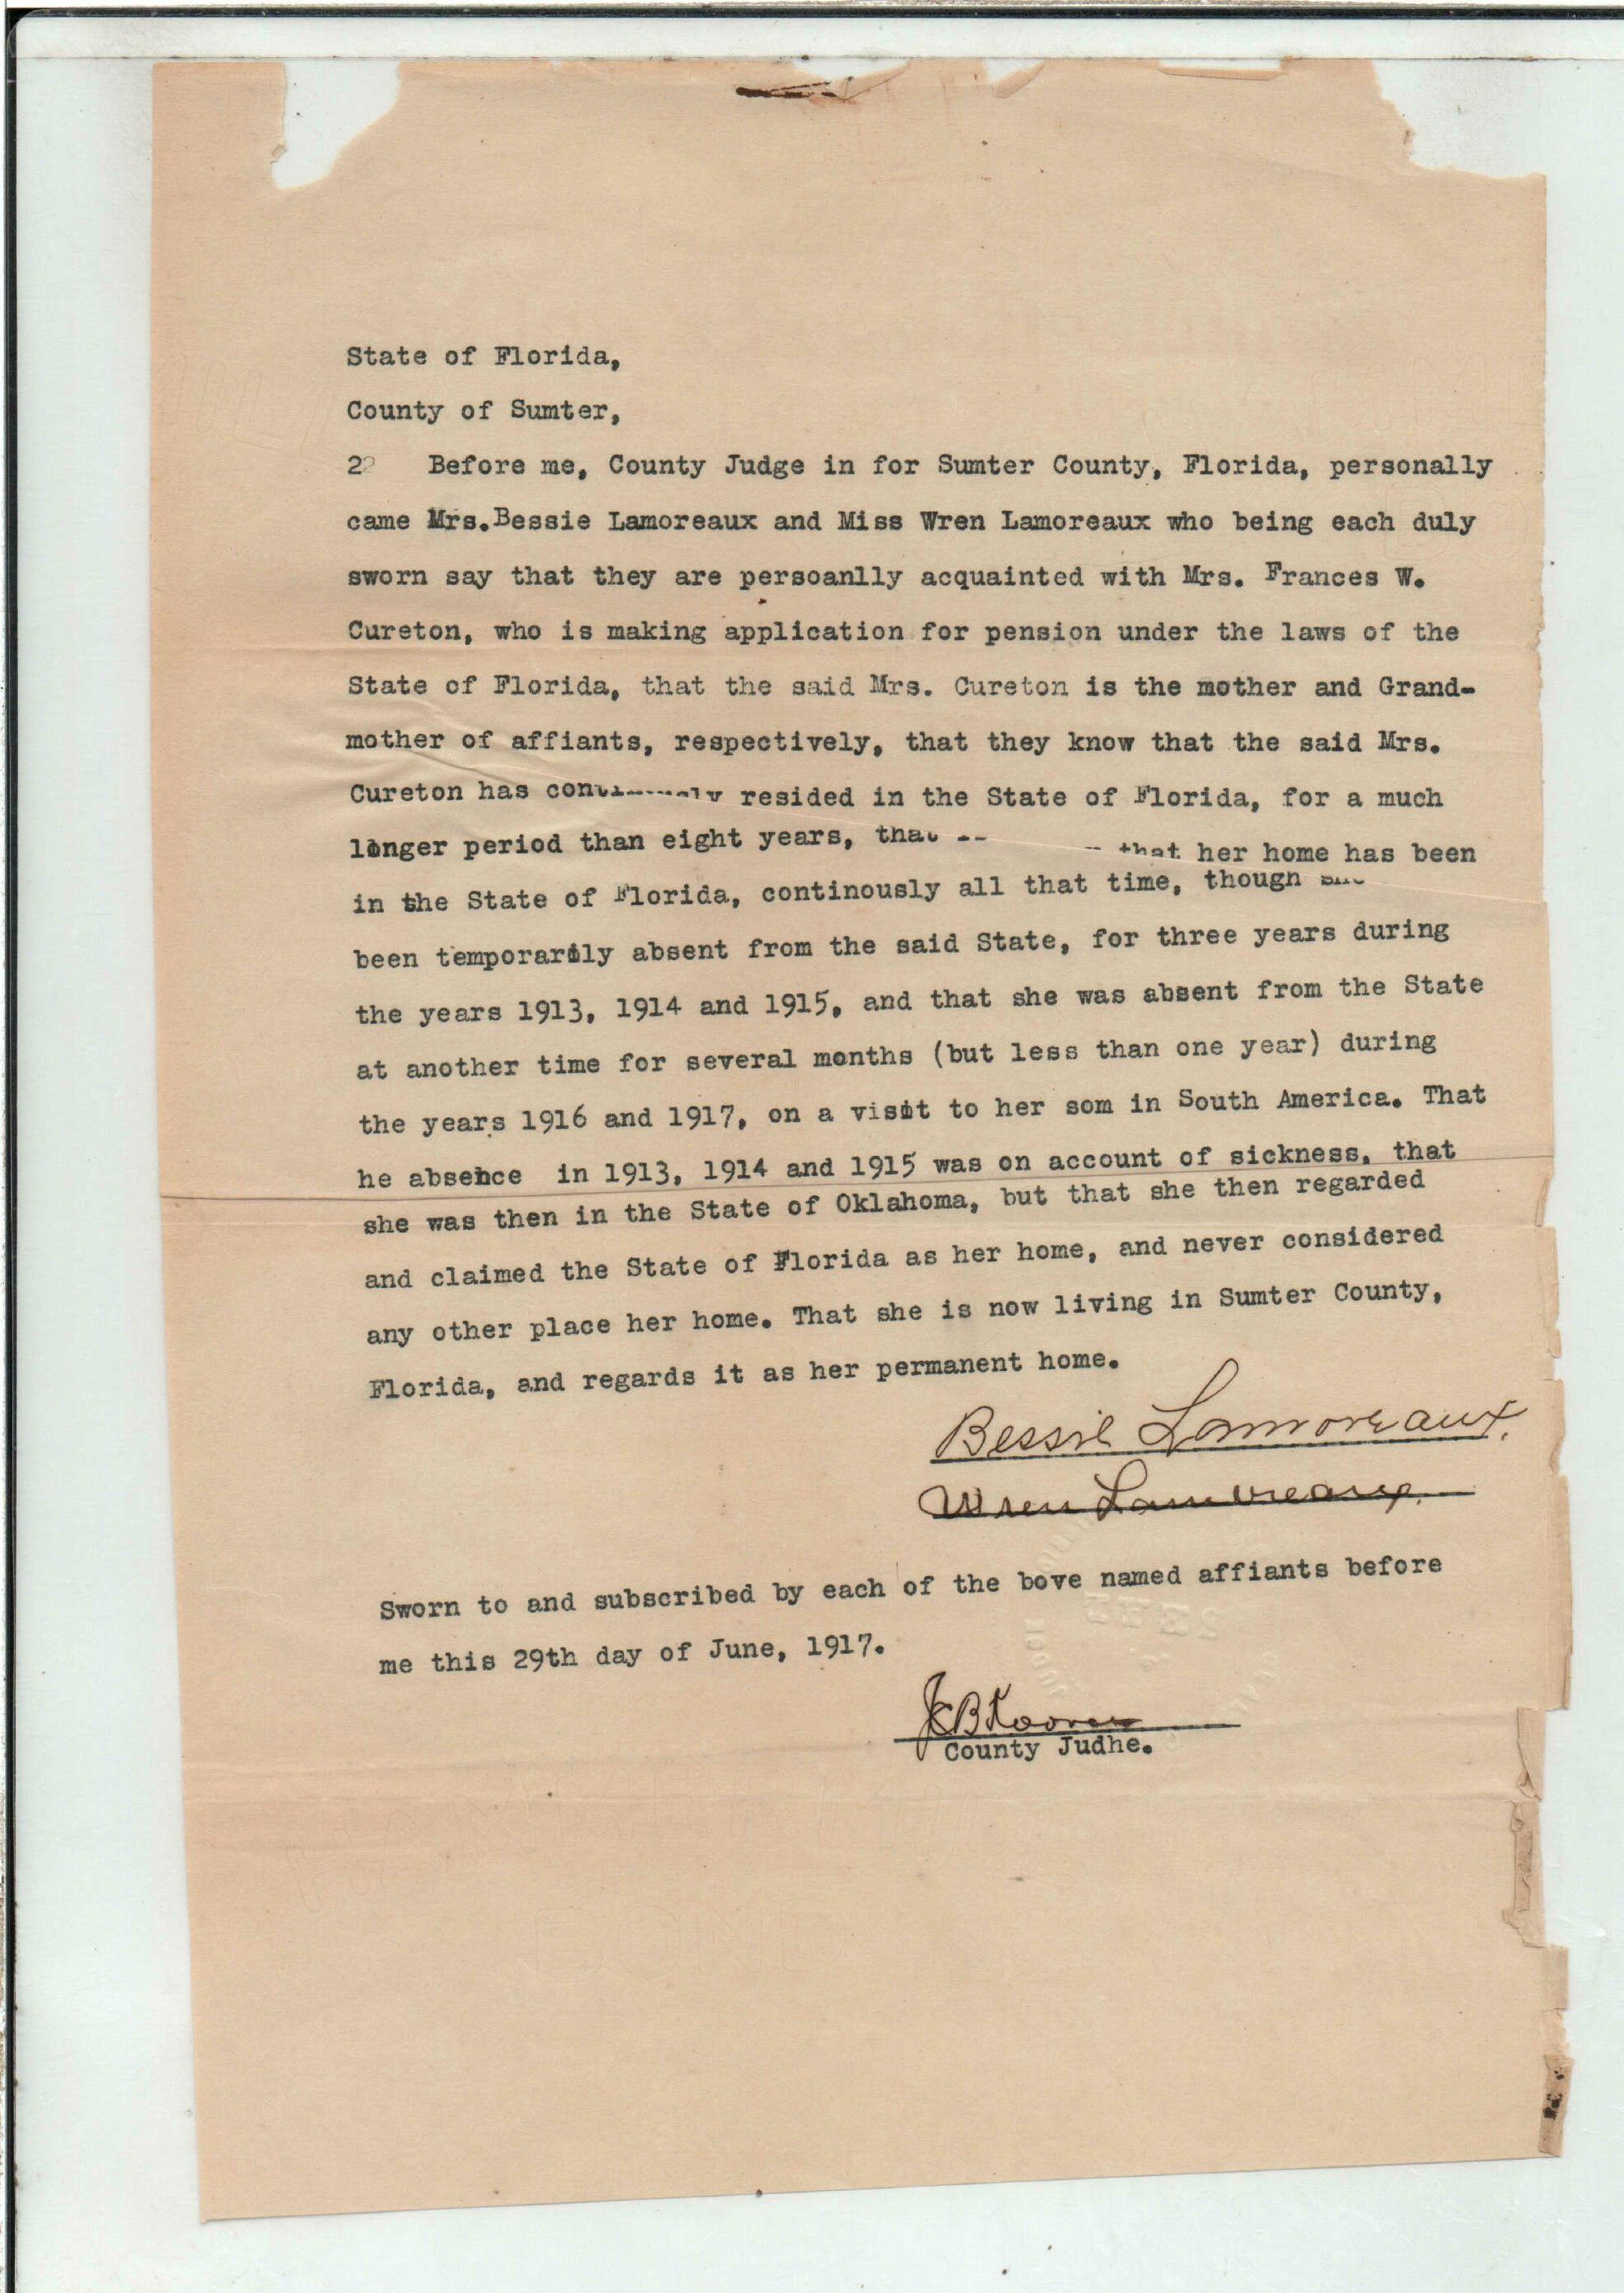 State of Florida,
County of Sumter,
22 Before me, County Judge in for Sumter County, Florida, personally
came Mrs.Bessie Lamoreaux and Miss Wren Lamoreaux who being each duly
sworn say that they are persoanlly acquainted with Mrs. Frances W.
Cureton, who is making application for pension under the laws of the
State of Florida, that the said Mrs. Cureton is the mother and Grand-
mother of affiants, respectively, that they know that the said Mrs.
Cureton has resided in the State of Florida, for a much
longer period than eight years, that that her home has been
in the State of Florida, continously all that time, though she
been temporarily absent from the said State, for three years during
the years 1913, 1914 and 1915, and that she was absent from the State
at another time for several months (but less than one year) during
the years 1916 and 1917, on a visit to her som in South America. That
he absence in 1913, 1914 and 1915 was on account of sickness, that
she was then in the State of Oklahoma, but that she then regarded
and claimed the State of Florida as her home, and never considered
any other place her home. That she is now living in Sumter County,
Florida, and regards it as her permanent home.
Bessie Lamoreaux.
Wren Lamoreaux.
Sworn to and subscribed by each of the bove named affiants before
me this 29th day of June, 1917.
County Judhe.